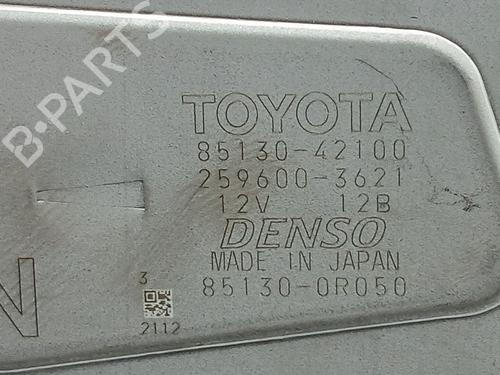 B-PARTS
TOYOTA
85130-42100
259600-3621
12V 12B
DENSO
MADE IN JAPAN
85130-0R050
N
3
2112